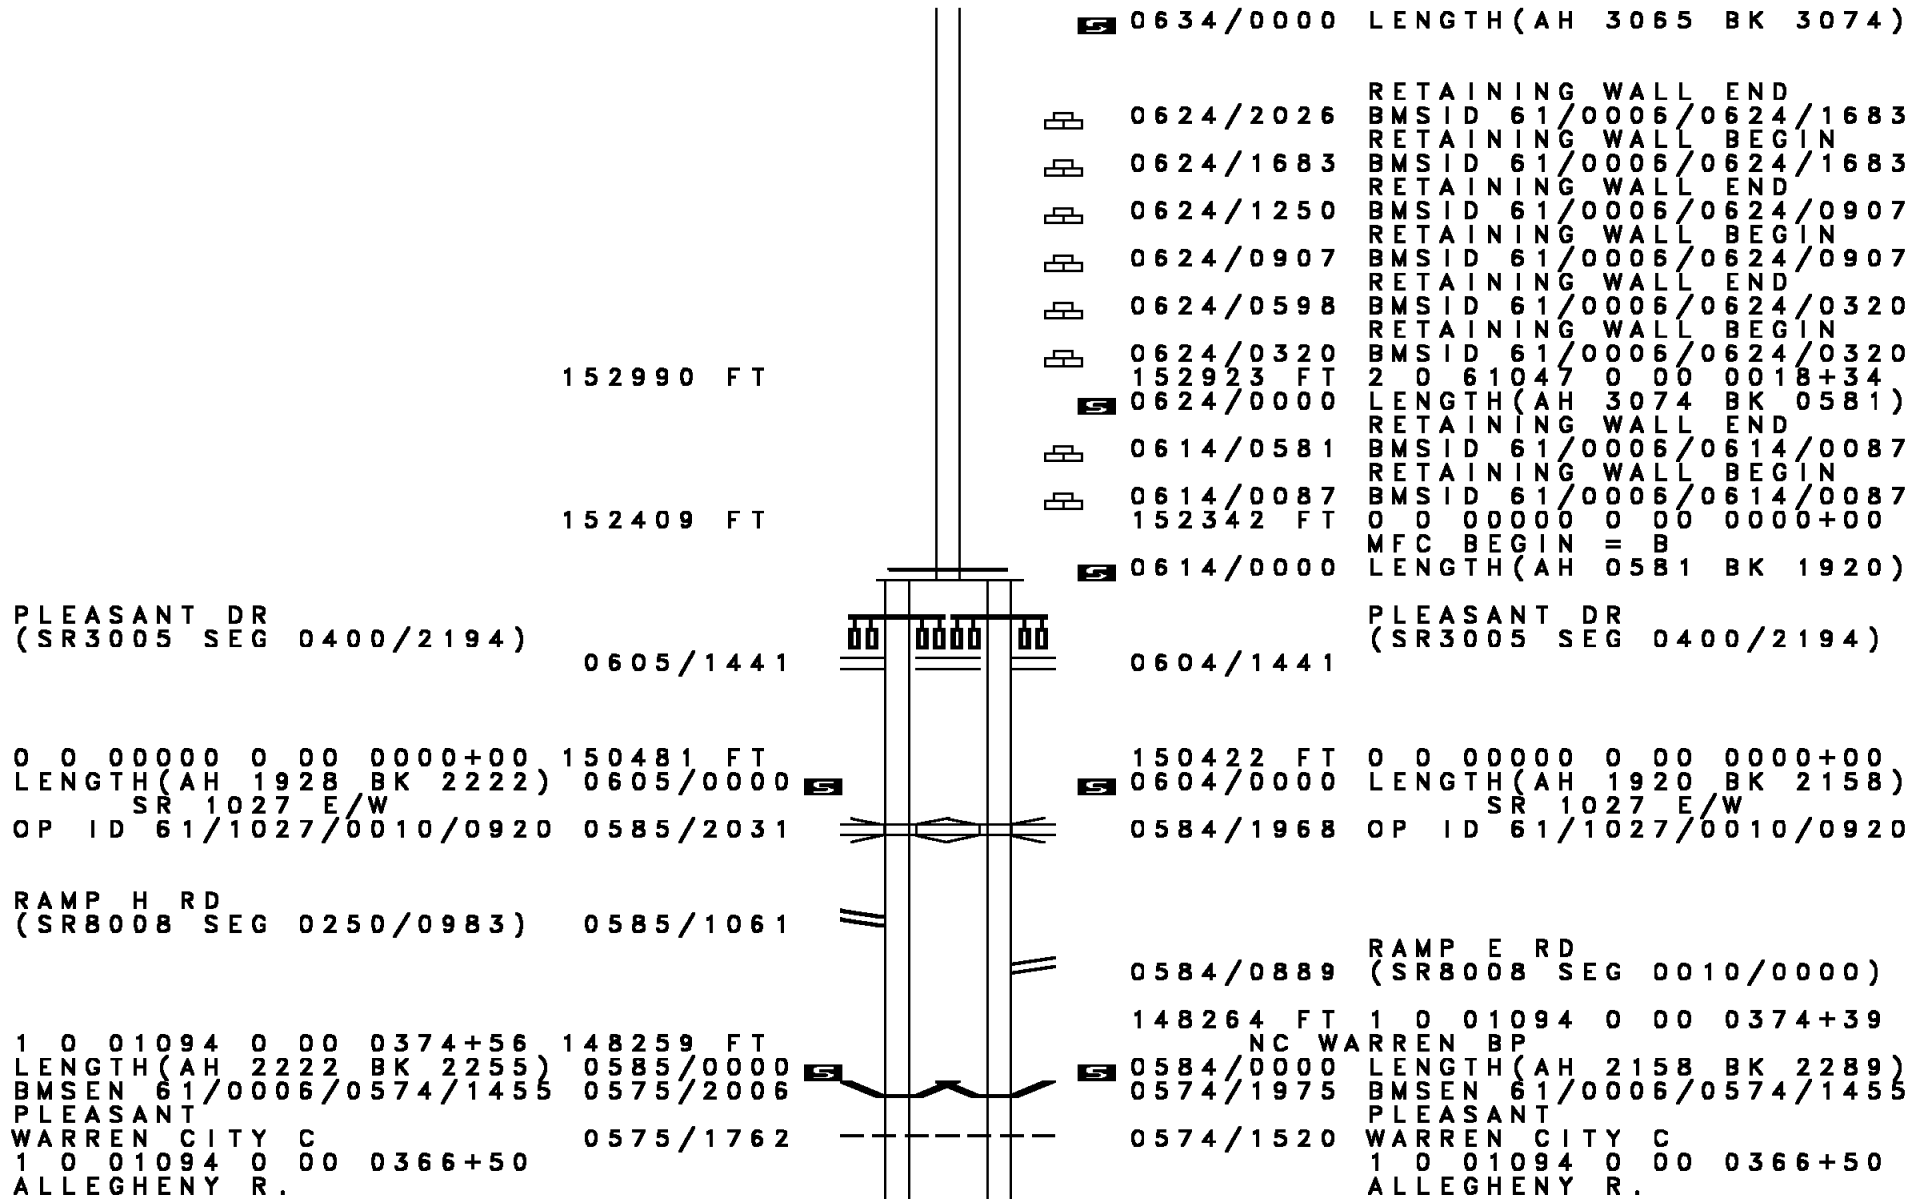 0634/0000 LENGTH(AH 3065 BK 3074)
RETAINING WALL END
0624/2026 BMSID 61/0006/0624/1683
RETAINING WALL BEGIN
0624/1683 BMSID 61/0006/0624/1683
RETAINING WALL END
0624/1250 BMSID 61/0006/0624/0907
RETAINING WALL BEGIN
0624/0907 BMSID 61/0006/0624/0907
RETAINING WALL END
0624/0598 BMSID 61/0006/0624/0320
RETAINING WALL BEGIN
0624/0320 BMSID 61/0006/0624/0320
152990 FT 152923 FT 2 0 61047 0 00 0018+34
0624/0000 LENGTH(AH 3074 BK 0581)
RETAINING WALL END
0614/0581 BMSID 61/0006/0614/0087
RETAINING WALL BEGIN
0614/0087 BMSID 61/0006/0614/0087
152409 FT 152342 FT 0 0 00000 0 00 0000+00
MFC BEGIN = B
0614/0000 LENGTH(AH 0581 BK 1920)
PLEASANT DR PLEASANT DR
(SR3005 SEG 0400/2194) (SR3005 SEG 0400/2194)
0605/1441 0604/1441
0 0 00000 0 00 0000+00 150481 FT 150422 FT 0 0 00000 0 00 0000+00
LENGTH(AH 1928 BK 2222) 0605/0000 S S 0604/0000 LENGTH(AH 1920 BK 2158)
SR 1027 E/W SR 1027 E/W
OP ID 61/1027/0010/0920 0585/2031 0584/1968 OP ID 61/1027/0010/0920
RAMP H RD
(SR8008 SEG 0250/0983) 0585/1061
RAMP E RD
0584/0889 (SR8008 SEG 0010/0000)
148264 FT 1 0 01094 0 00 0374+39
1 0 01094 0 00 0374+56 148259 FT NC WARREN BP
LENGTH(AH 2222 BK 2255) 0585/0000 S S 0584/0000 LENGTH(AH 2158 BK 2289)
BMSEN 61/0006/0574/1455 0575/2006 0574/1975 BMSEN 61/0006/0574/1455
PLEASANT PLEASANT
WARREN CITY C 0575/1762 0574/1520 WARREN CITY C
1 0 01094 0 00 0366+50 1 0 01094 0 00 0366+50
ALLEGHENY R. ALLEGHENY R.